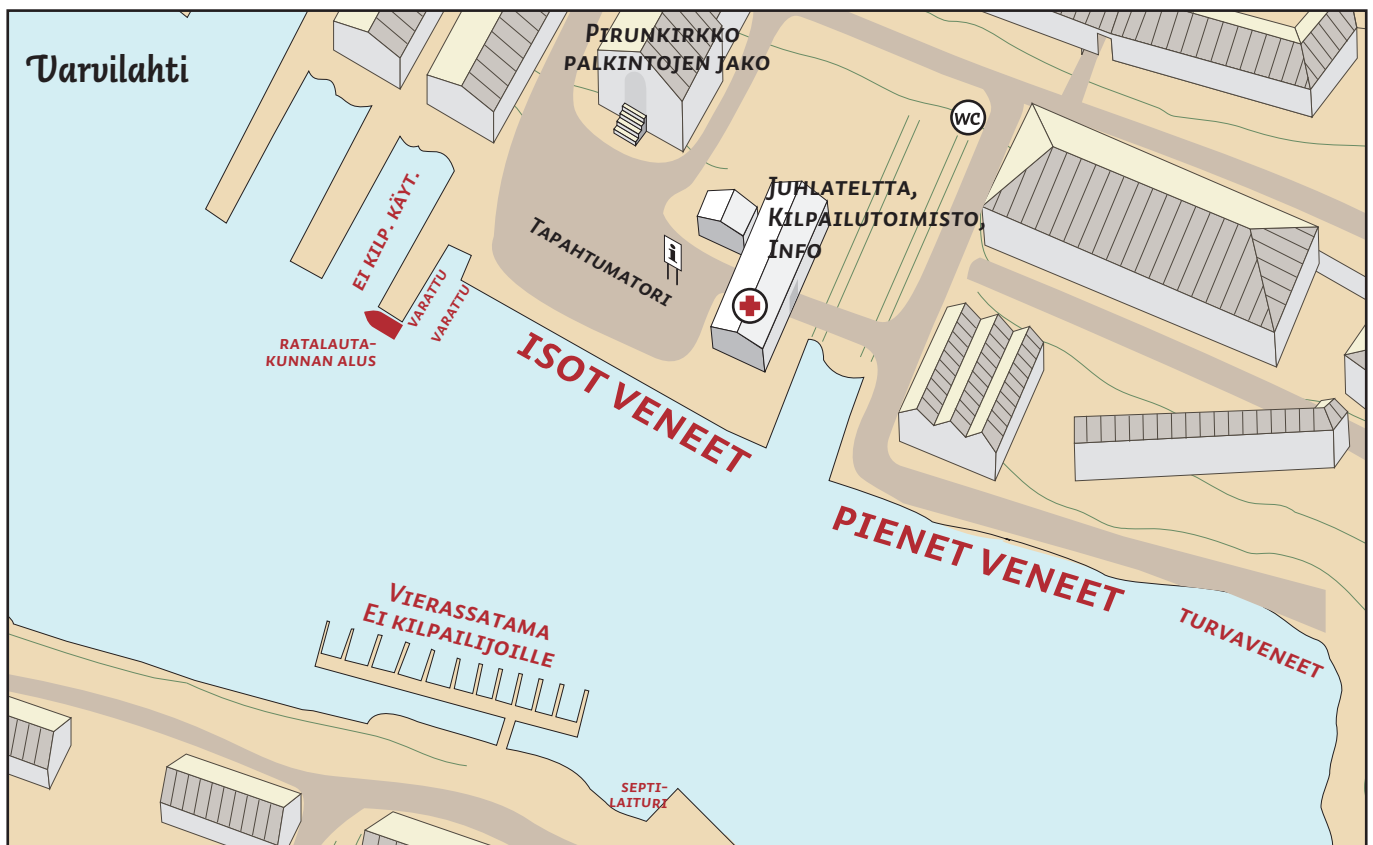 Varvilahti
Pirunkirkko
palkintojen jako
WC
Juhlateltta,
Kilpailutoimisto,
Info
i
Tapahtumatori
EI KILP. KÄYT.
VARATTU
VARATTU
RATALAUTA-
KUNNAN ALUS
ISOT VENEET
PIENET VENEET
TURVAVENEET
Vierassatama
Ei kilpailijoille
SEPTI-
LAITURI